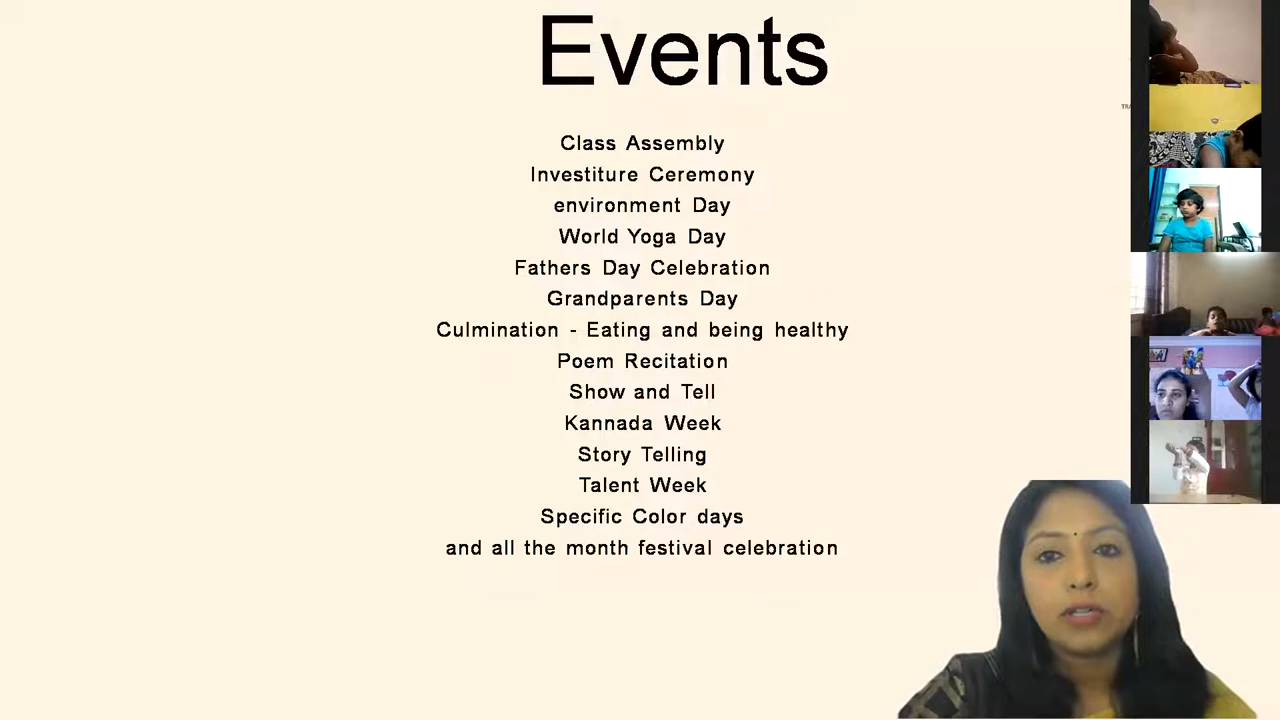 Events
Class Assembly
Investiture Ceremony
environment Day
World Yoga Day
Fathers Day Celebration
Grandparents Day
Culmination - Eating and being healthy
Poem Recitation
Show and Tell
Kannada Week
Story Telling
Talent Week
Specific Color days
and all the month festival celebration